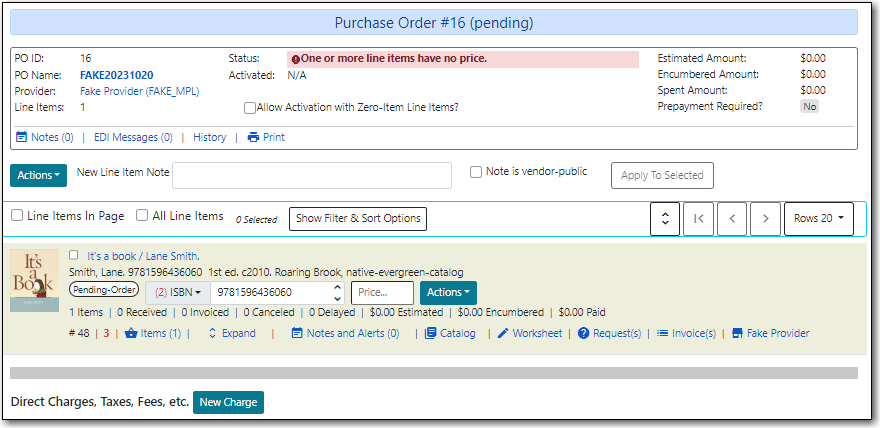 Purchase Order #16 (pending)
PO ID: 16 Status: One or more line items have no price. Estimated Amount: $0.00
PO Name: FAKE20231020 Activated: N/A Encumbered Amount: $0.00
Provider: Fake Provider (FAKE_MPL) Spent Amount: $0.00
Line Items: 1 Allow Activation with Zero-Item Line Items? Prepayment Required? No
Notes (0) | EDI Messages (0) | History | Print
Actions New Line Item Note Note is vendor-public Apply To Selected
Line Items In Page All Line Items 0 Selected Show Filter & Sort Options Rows 20
It's a Book
It's a book / Lane Smith.
Smith, Lane. 9781596436060 1st ed. c2010. Roaring Brook, native-evergreen-catalog
Pending-Order (2) ISBN 9781596436060 Price... Actions
1 Items | 0 Received | 0 Invoiced | 0 Canceled | 0 Delayed | $0.00 Estimated | $0.00 Encumbered | $0.00 Paid
# 48 | 3 | Items (1) | Expand | Notes and Alerts (0) | Catalog | Worksheet | Request(s) | Invoice(s) | Fake Provider
Direct Charges, Taxes, Fees, etc. New Charge